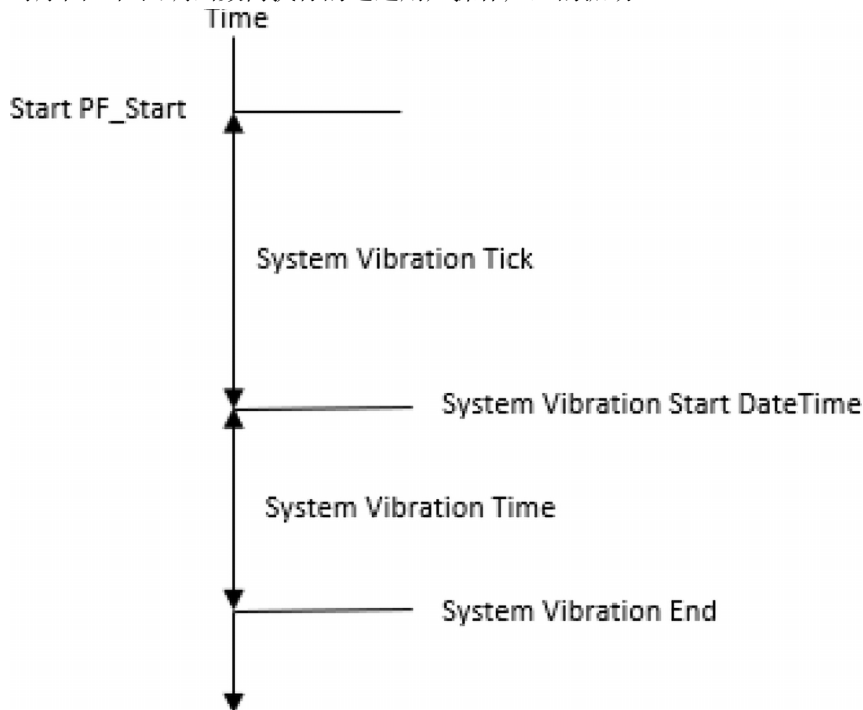 Time
Start PF_Start
System Vibration Tick
System Vibration Start DateTime
System Vibration Time
System Vibration End